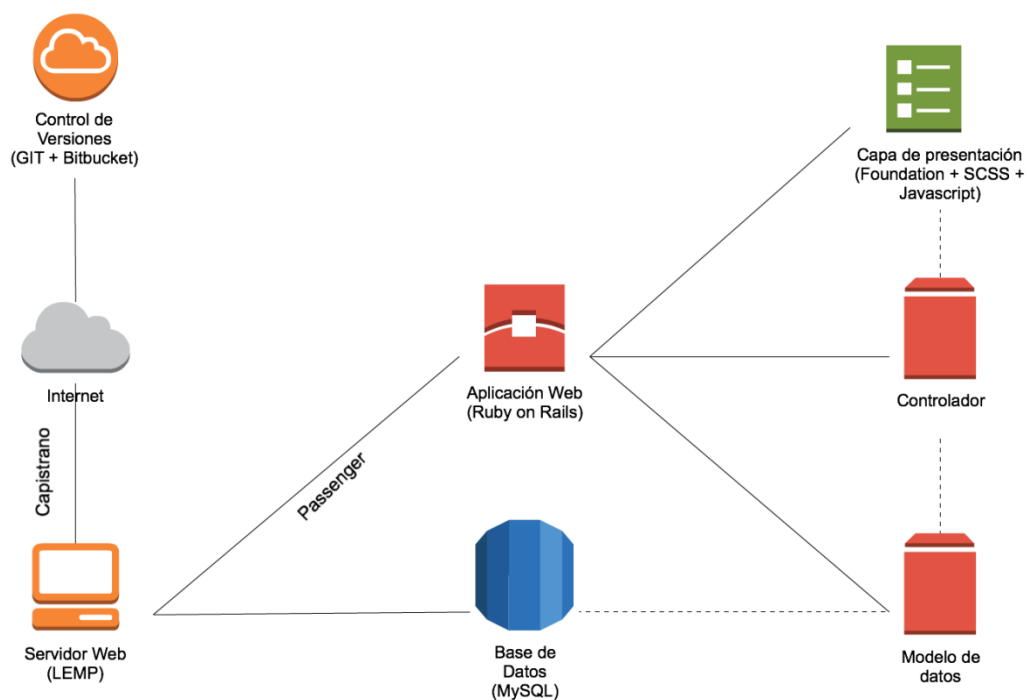 Control de
Versiones
(GIT + Bitbucket)
Capa de presentación
(Foundation + SCSS +
Javascript)
Internet
Aplicación Web
(Ruby on Rails)
Controlador
Capistrano
Passenger
Servidor Web
(LEMP)
Base de
Datos
(MySQL)
Modelo de
datos